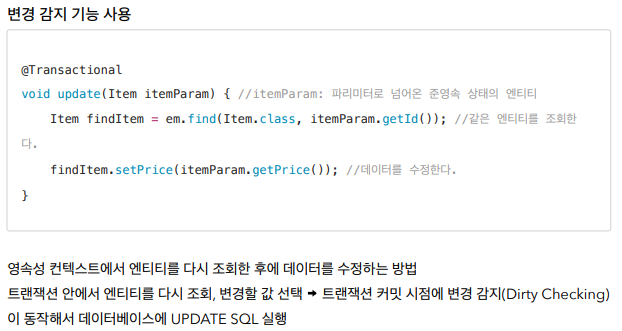 변경 감지 기능 사용
@Transactional
void update(Item itemParam) { //itemParam: 파리미터로 넘어온 준영속 상태의 엔티티
Item findItem = em.find(Item.class, itemParam.getId()); //같은 엔티티를 조회한
다.
findItem.setPrice(itemParam.getPrice()); //데이터를 수정한다.
}
영속성 컨텍스트에서 엔티티를 다시 조회한 후에 데이터를 수정하는 방법
트랜잭션 안에서 엔티티를 다시 조회, 변경할 값 선택 → 트랜잭션 커밋 시점에 변경 감지(Dirty Checking)
이 동작해서 데이터베이스에 UPDATE SQL 실행